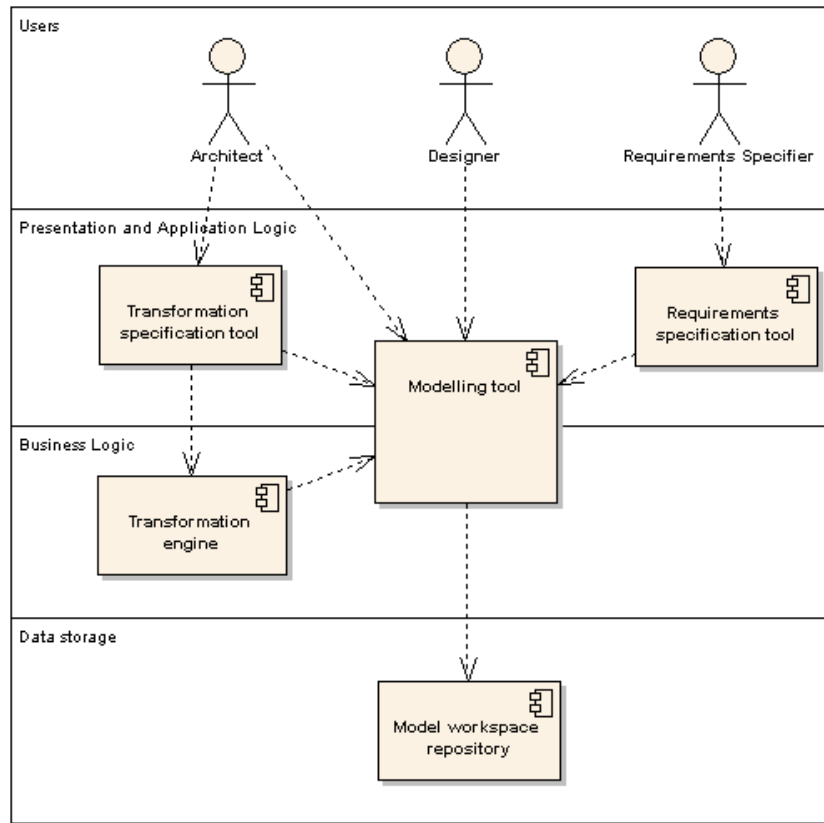 Users
Architect
Designer
Requirements Specifier
Presentation and Application Logic
Transformation
specification tool
Requirements
specification tool
Modelling tool
Business Logic
Transformation
engine
Data storage
Model workspace
repository